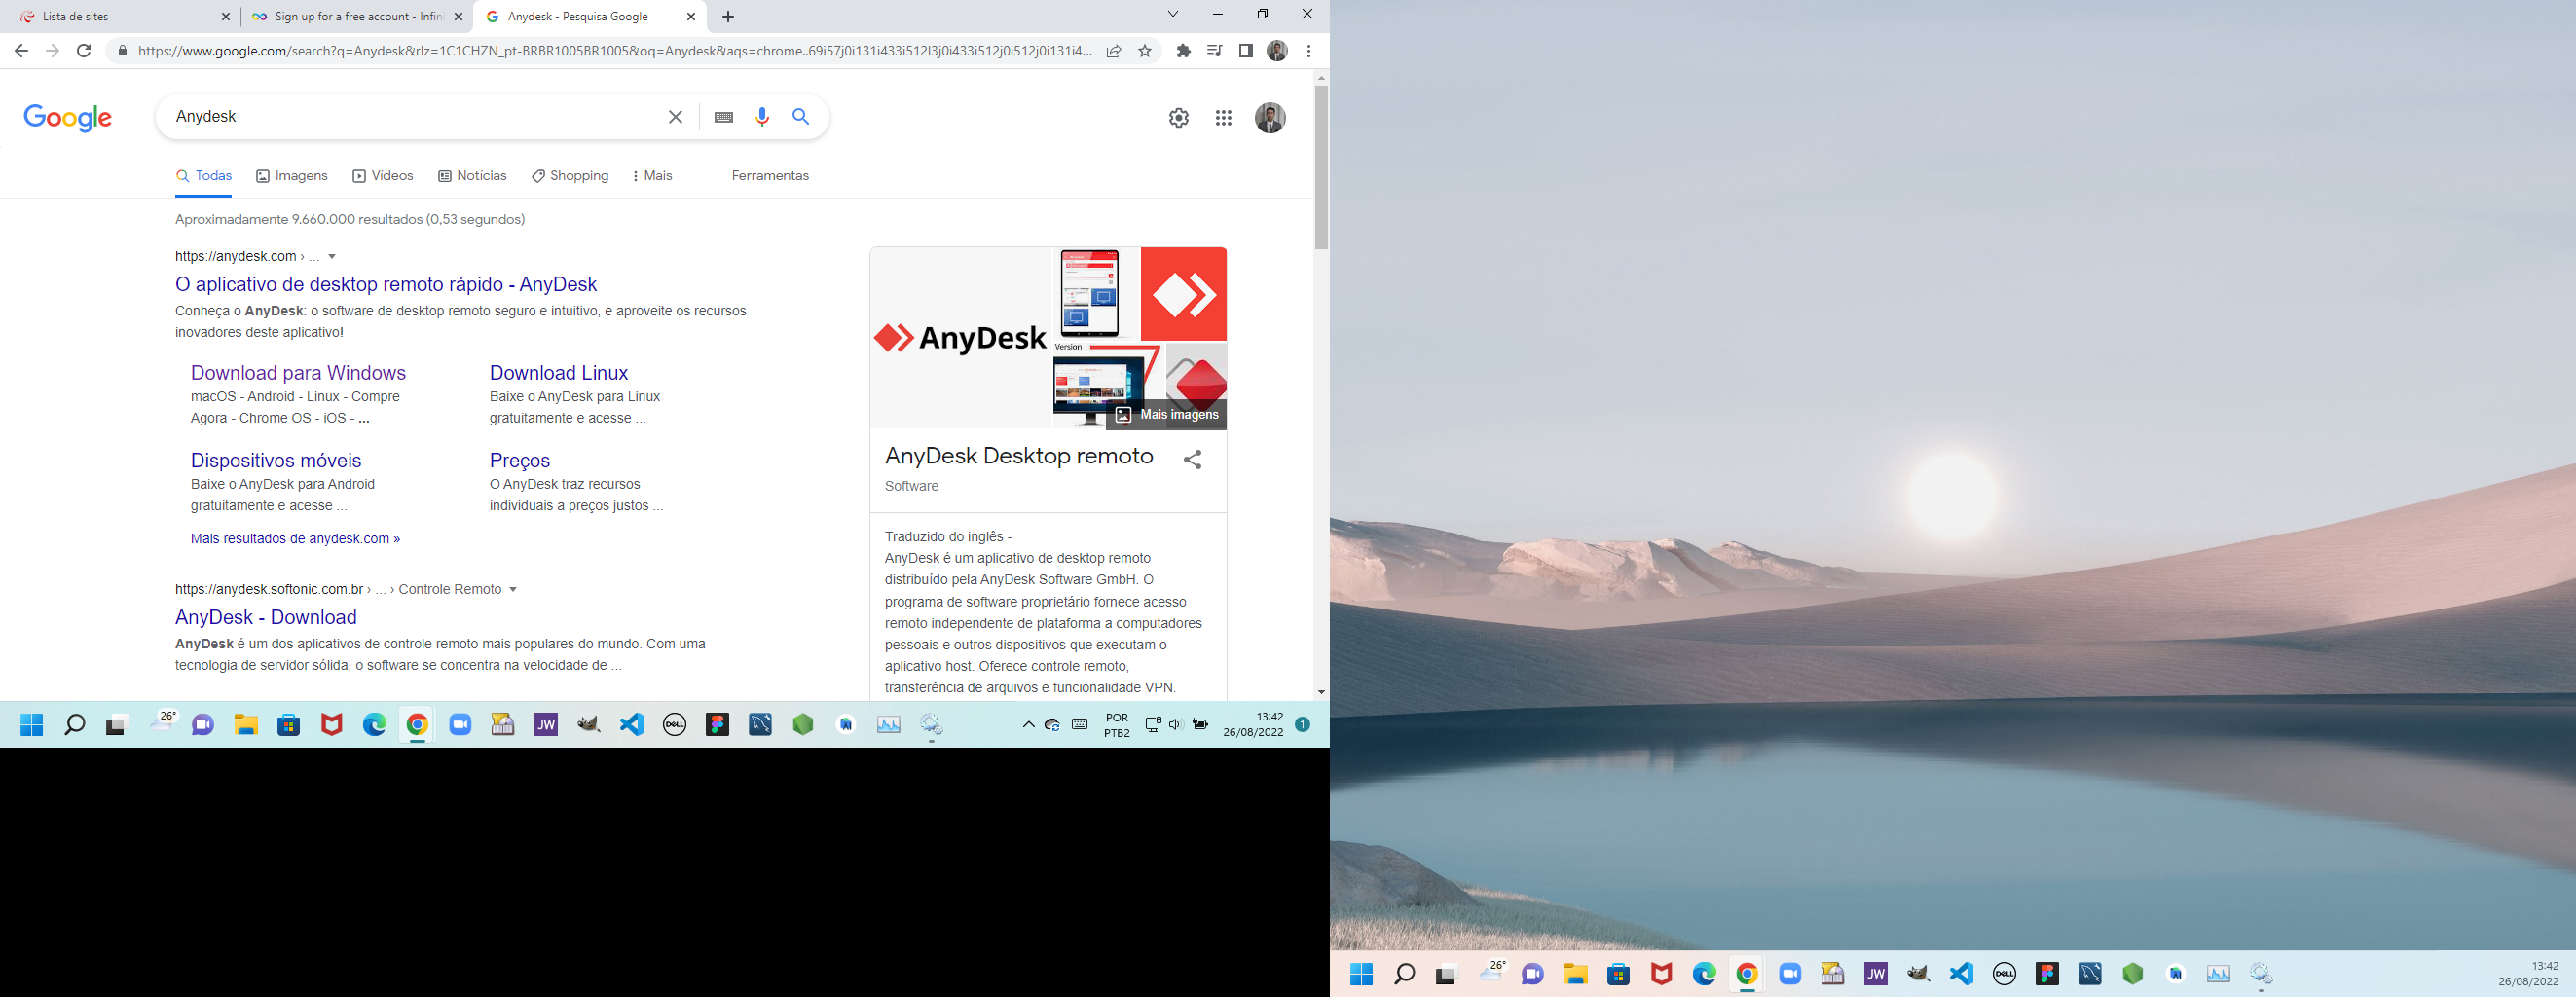 Lista de sites
Sign up for a free account - Infini
Anydesk - Pesquisa Google
https://www.google.com/search?q=Anydesk&rlz=1C1CHZN_pt-BRBR1005BR1005&oq=Anydesk&aqs=chrome..69i57j0i131i433i512l3j0i433i512j0i512j0i131i4...
Google
Anydesk
Todas
Imagens
Vídeos
Notícias
Shopping
Mais
Ferramentas
Aproximadamente 9.660.000 resultados (0,53 segundos)
https://anydesk.com › ...
O aplicativo de desktop remoto rápido - AnyDesk
Conheça o AnyDesk: o software de desktop remoto seguro e intuitivo, e aproveite os recursos
inovadores deste aplicativo!
Download para Windows
macOS - Android - Linux - Compre
Agora - Chrome OS - iOS - ...
Download Linux
Baixe o AnyDesk para Linux
gratuitamente e acesse ...
Dispositivos móveis
Baixe o AnyDesk para Android
gratuitamente e acesse ...
Preços
O AnyDesk traz recursos
individuais a preços justos ...
Mais resultados de anydesk.com »
https://anydesk.softonic.com.br › ... › Controle Remoto
AnyDesk - Download
AnyDesk é um dos aplicativos de controle remoto mais populares do mundo. Com uma
tecnologia de servidor sólida, o software se concentra na velocidade de ...
AnyDesk
Version
Mais imagens
AnyDesk Desktop remoto
Software
Traduzido do inglês -
AnyDesk é um aplicativo de desktop remoto
distribuído pela AnyDesk Software GmbH. O
programa de software proprietário fornece acesso
remoto independente de plataforma a computadores
pessoais e outros dispositivos que executam o
aplicativo host. Oferece controle remoto,
transferência de arquivos e funcionalidade VPN.
26°
JW
DELL
POR
PTB2
13:42
26/08/2022
1
26°
JW
DELL
13:42
26/08/2022